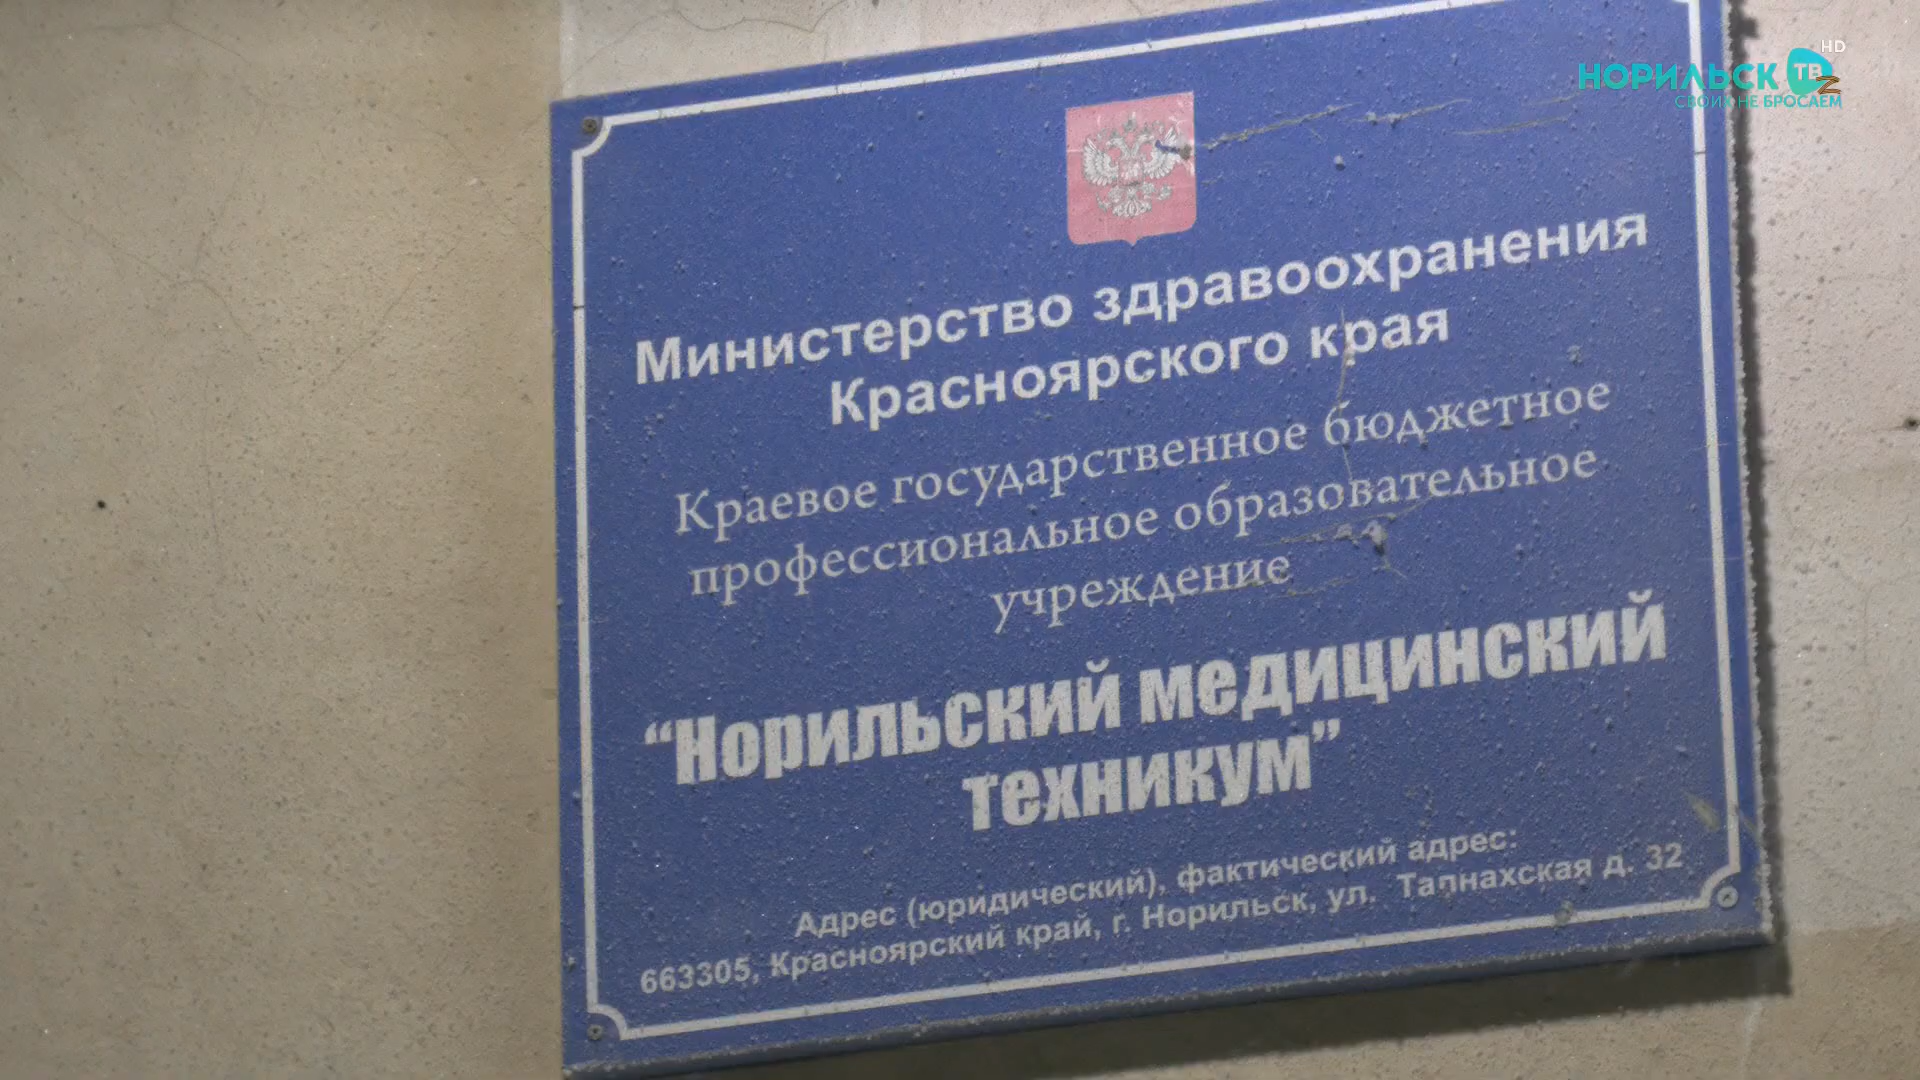 HD
НОРИЛЬСК ТВ
СВОИХ НЕ БРОСАЕМ
Министерство здравоохранения
Красноярского края
Краевое государственное бюджетное
профессиональное образовательное
учреждение
“Норильский медицинский
техникум”
Адрес (юридический), фактический адрес:
663305, Красноярский край, г. Норильск, ул. Талнахская д. 32